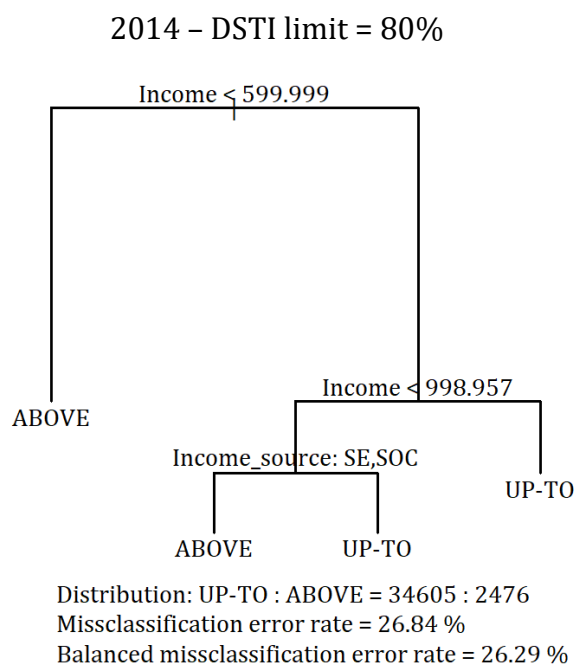 2014 – DSTI limit = 80%
Income < 599.999
Income < 998.957
ABOVE
Income_source: SE,SOC
UP-TO
ABOVE
UP-TO
Distribution: UP-TO : ABOVE = 34605 : 2476
Missclassification error rate = 26.84 %
Balanced missclassification error rate = 26.29 %